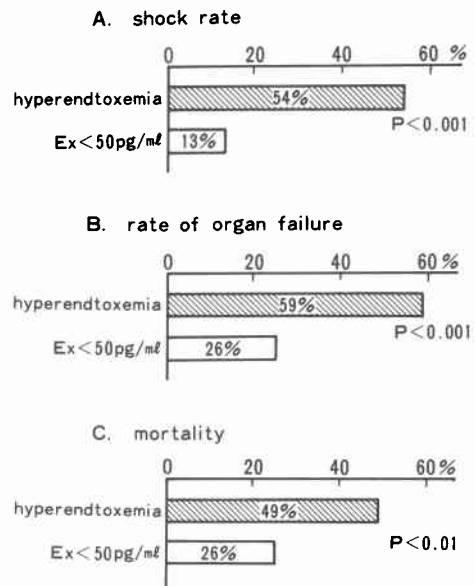 A. shock rate
0 20 40 60 %
hyperendtoxemia 54%
P<0.001
Ex<50pg/mℓ 13%
B. rate of organ failure
0 20 40 60 %
hyperendtoxemia 59%
P<0.001
Ex<50pg/mℓ 26%
C. mortality
0 20 40 60 %
hyperendtoxemia 49%
P<0.01
Ex<50pg/mℓ 26%